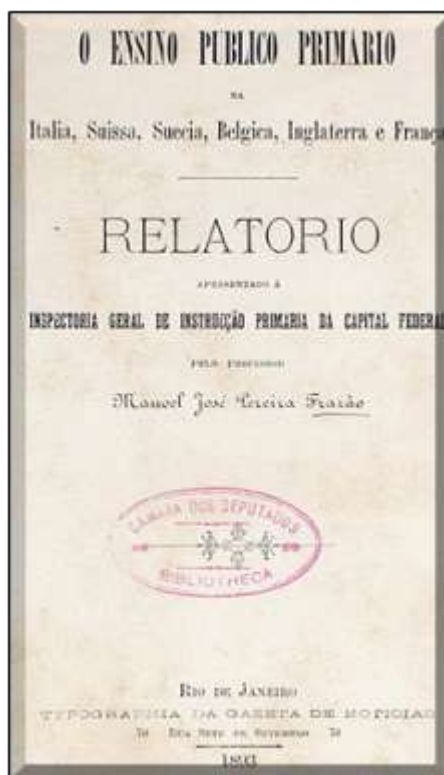 O ENSINO PUBLICO PRIMARIO
NA
Italia, Suissa, Suecia, Belgica, Inglaterra e França
RELATORIO
APRESENTADO Á
INSPECTORIA GERAL DE INSTRUCÇÃO PRIMARIA DA CAPITAL FEDERAL
PELO PROFESSOR
Manoel José Pereira Frazão
CAMARA DOS DEPUTADOS
BIBLIOTHECA
RIO DE JANEIRO
TYPOGRAPHIA DA GAZETA DE NOTICIAS
RUA SETE DE SETEMBRO
1893